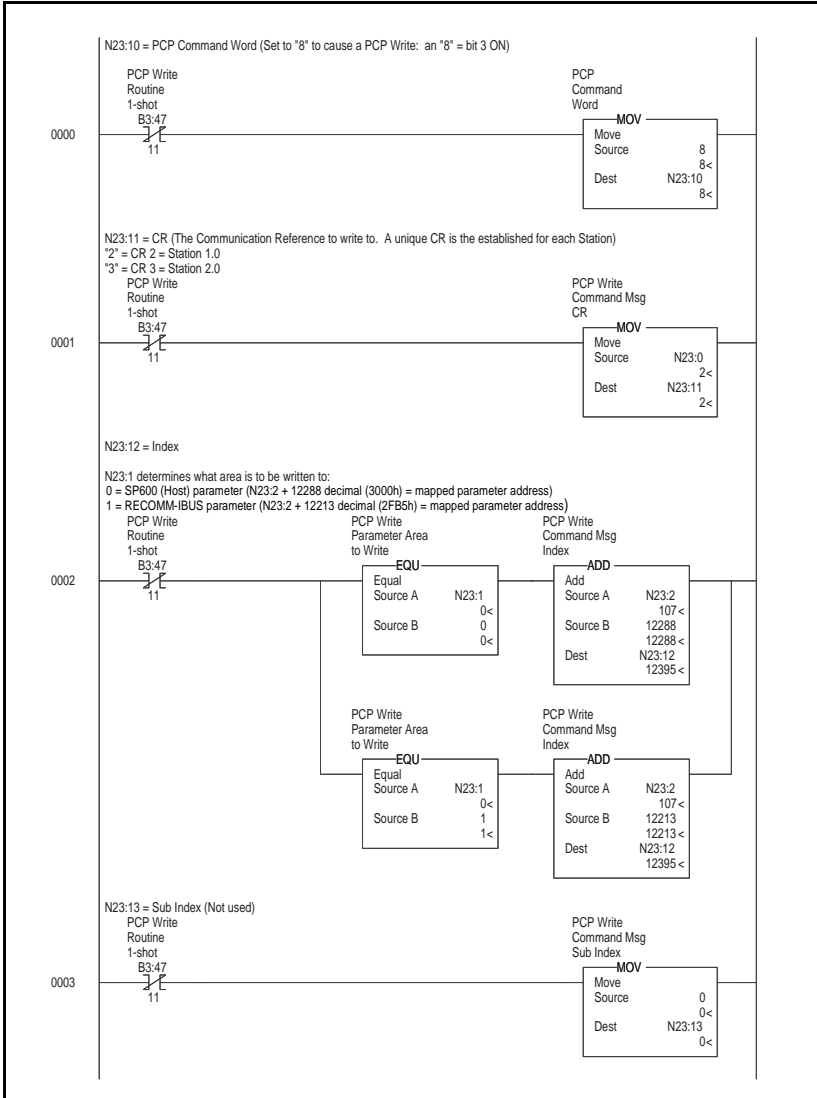 N23:10 = PCP Command Word (Set to "8" to cause a PCP Write: an "8" = bit 3 ON)
PCP Write
Routine
1-shot
B3:47
11
PCP
Command
Word
0000
MOV
Move
Source 8
8<
Dest N23:10
8<
N23:11 = CR (The Communication Reference to write to. A unique CR is the established for each Station)
"2" = CR 2 = Station 1.0
"3" = CR 3 = Station 2.0
PCP Write
Routine
1-shot
B3:47
11
PCP Write
Command Msg
CR
0001
MOV
Move
Source N23:0
2<
Dest N23:11
2<
N23:12 = Index
N23:1 determines what area is to be written to:
0 = SP600 (Host) parameter (N23:2 + 12288 decimal (3000h) = mapped parameter address)
1 = RECOMM-IBUS parameter (N23:2 + 12213 decimal (2FB5h) = mapped parameter address)
PCP Write
Routine
1-shot
B3:47
11
0002
PCP Write
Parameter Area
to Write
EQU
Equal
Source A N23:1
0<
Source B 0
0<
PCP Write
Command Msg
Index
ADD
Add
Source A N23:2
107<
Source B 12288
12288<
Dest N23:12
12395<
PCP Write
Parameter Area
to Write
EQU
Equal
Source A N23:1
0<
Source B 1
1<
PCP Write
Command Msg
Index
ADD
Add
Source A N23:2
107<
Source B 12213
12213<
Dest N23:12
12395<
N23:13 = Sub Index (Not used)
PCP Write
Routine
1-shot
B3:47
11
PCP Write
Command Msg
Sub Index
0003
MOV
Move
Source 0
0<
Dest N23:13
0<